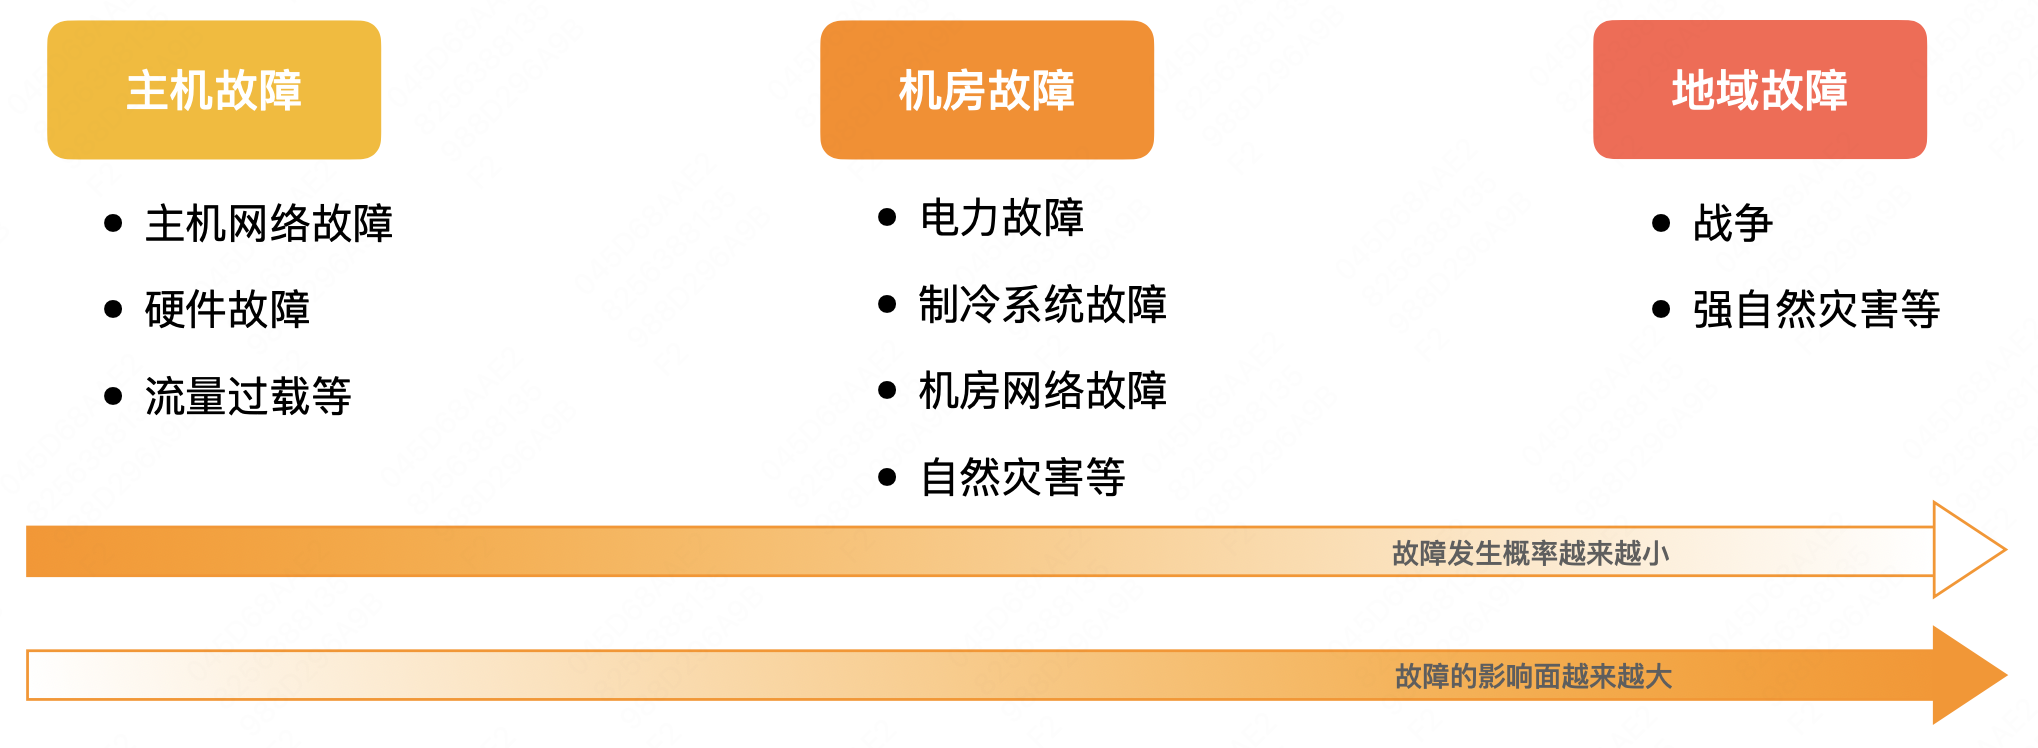 主机故障
主机网络故障
硬件故障
流量过载等
机房故障
电力故障
制冷系统故障
机房网络故障
自然灾害等
地域故障
战争
强自然灾害等
故障发生概率越来越小
故障的影响面越来越大